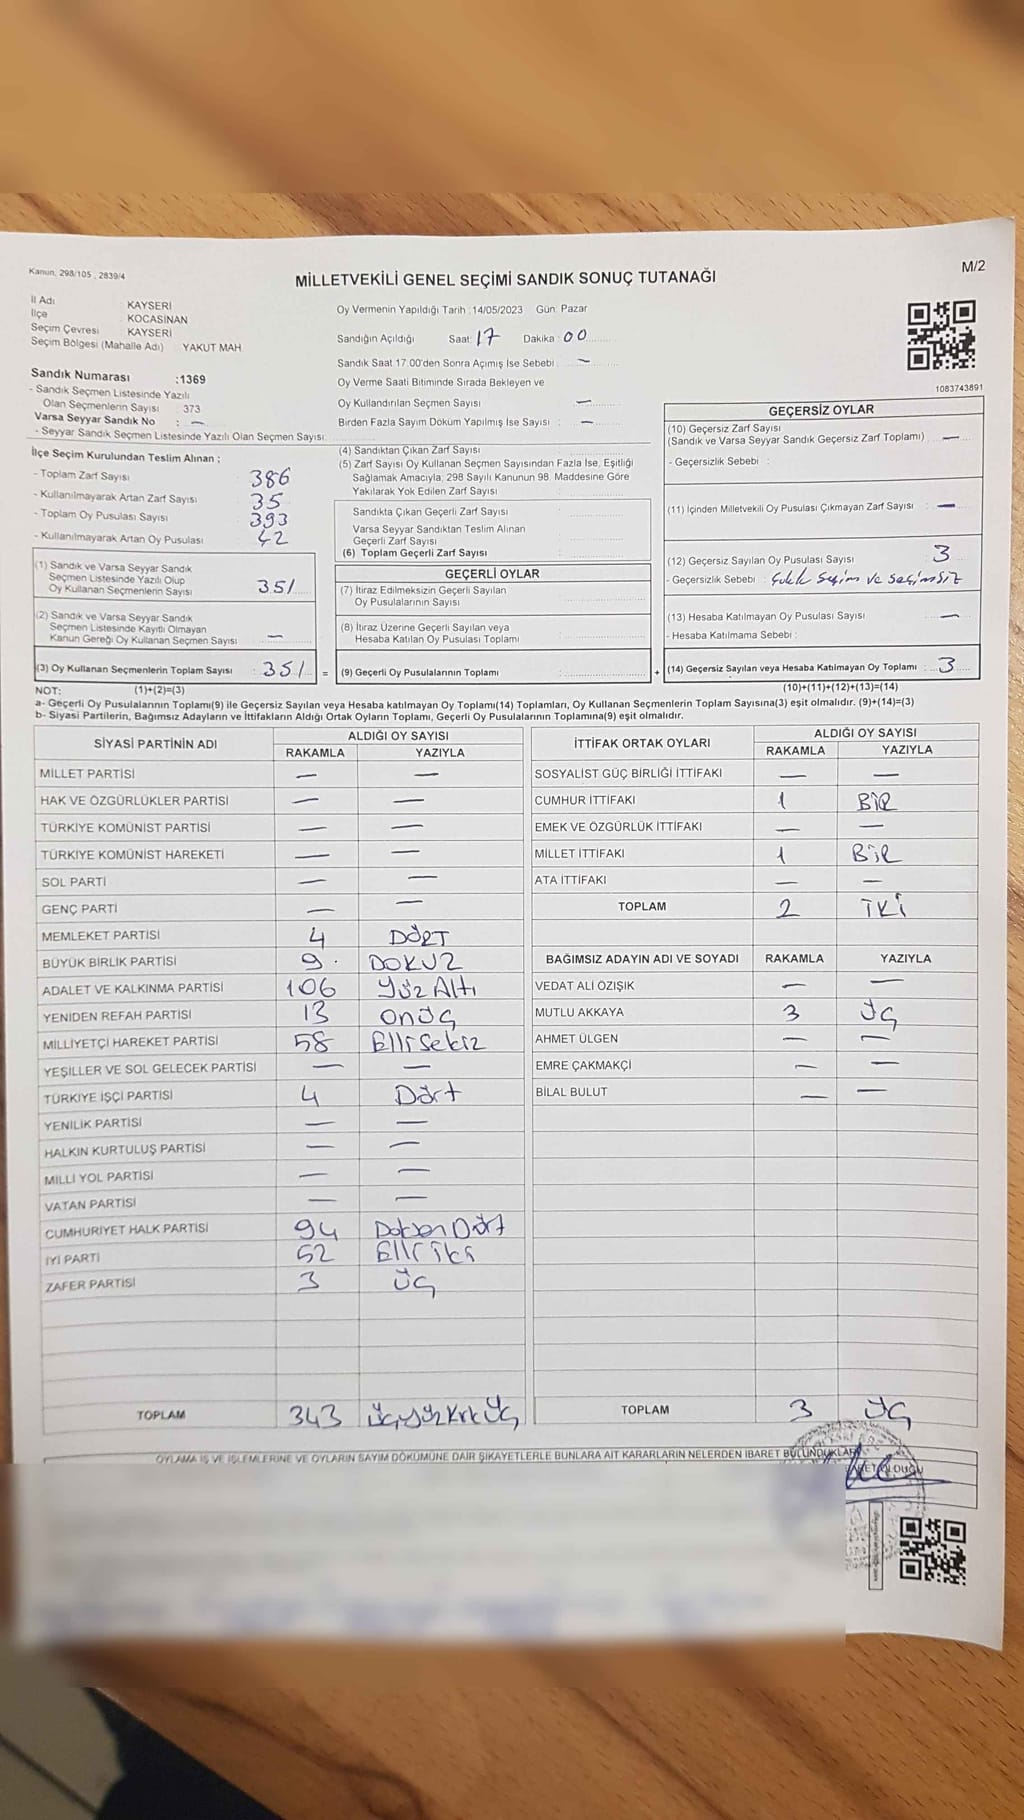 Kanun, 298/105 , 2839/4
MİLLETVEKİLİ GENEL SEÇİMİ SANDIK SONUÇ TUTANAĞI
M/2
İl Adı KAYSERİ
İlçe KOCASİNAN
Seçim Çevresi KAYSERİ
Seçim Bölgesi (Mahalle Adı) YAKUT MAH
Sandık Numarası :1369
- Sandık Seçmen Listesinde Yazılı
Olan Seçmenlerin Sayısı : 373
Varsa Seyyar Sandık No : —
- Seyyar Sandık Seçmen Listesinde Yazılı Olan Seçmen Sayısı:
Oy Vermenin Yapıldığı Tarih :14/05/2023 Gün: Pazar
Sandığın Açıldığı Saat: 17 Dakika : 00
Sandık Saat 17.00'den Sonra Açımış İse Sebebi : —
Oy Verme Saati Bitiminde Sırada Bekleyen ve
Oy Kullandırılan Seçmen Sayısı : —
Birden Fazla Sayım Döküm Yapılmış İse Sayısı : —
1083743891
İlçe Seçim Kurulundan Teslim Alınan ;
- Toplam Zarf Sayısı : 386
- Kullanılmayarak Artan Zarf Sayısı : 35
- Toplam Oy Pusulası Sayısı : 393
- Kullanılmayarak Artan Oy Pusulası : 42
(1) Sandık ve Varsa Seyyar Sandık
Seçmen Listesinde Yazılı Olup
Oy Kullanan Seçmenlerin Sayısı : 351
(2) Sandık ve Varsa Seyyar Sandık
Seçmen Listesinde Kayıtlı Olmayan
Kanun Gereği Oy Kullanan Seçmen Sayısı : —
(3) Oy Kullanan Seçmenlerin Toplam Sayısı : 351 =
(4) Sandıktan Çıkan Zarf Sayısı :
(5) Zarf Sayısı Oy Kullanan Seçmen Sayısından Fazla İse, Eşitliği
Sağlamak Amacıyla; 298 Sayılı Kanunun 98. Maddesine Göre
Yakılarak Yok Edilen Zarf Sayısı :
Sandıkta Çıkan Geçerli Zarf Sayısı :
Varsa Seyyar Sandıktan Teslim Alınan
Geçerli Zarf Sayısı :
(6) Toplam Geçerli Zarf Sayısı :
GEÇERLİ OYLAR
(7) İtiraz Edilmeksizin Geçerli Sayılan
Oy Pusulalarının Sayısı :
(8) İtiraz Üzerine Geçerli Sayılan veya
Hesaba Katılan Oy Pusulası Toplamı :
(9) Geçerli Oy Pusulalarının Toplamı : +
GEÇERSİZ OYLAR
(10) Geçersiz Zarf Sayısı
(Sandık ve Varsa Seyyar Sandık Geçersiz Zarf Toplamı) : —
- Geçersizlik Sebebi :
(11) İçinden Milletvekili Oy Pusulası Çıkmayan Zarf Sayısı : —
(12) Geçersiz Sayılan Oy Pusulası Sayısı : 3
- Geçersizlik Sebebi : Çift seçim ve seçimsiz
(13) Hesaba Katılmayan Oy Pusulası Sayısı : —
- Hesaba Katılmama Sebebi :
(14) Geçersiz Sayılan veya Hesaba Katılmayan Oy Toplamı : 3
NOT: (1)+(2)=(3) (10)+(11)+(12)+(13)=(14)
a- Geçerli Oy Pusulalarının Toplamı(9) ile Geçersiz Sayılan veya Hesaba katılmayan Oy Toplamı(14) Toplamları, Oy Kullanan Seçmenlerin Toplam Sayısına(3) eşit olmalıdır. (9)+(14)=(3)
b- Siyasi Partilerin, Bağımsız Adayların ve İttifakların Aldığı Ortak Oyların Toplamı, Geçerli Oy Pusulalarının Toplamına(9) eşit olmalıdır.
SİYASİ PARTİNİN ADI ALDIĞI OY SAYISI
RAKAMLA YAZIYLA
MİLLET PARTİSİ — —
HAK VE ÖZGÜRLÜKLER PARTİSİ — —
TÜRKİYE KOMÜNİST PARTİSİ — —
TÜRKİYE KOMÜNİST HAREKETİ — —
SOL PARTİ — —
GENÇ PARTİ — —
MEMLEKET PARTİSİ 4 DÖRT
BÜYÜK BİRLİK PARTİSİ 9 DOKUZ
ADALET VE KALKINMA PARTİSİ 106 Yüz Altı
YENİDEN REFAH PARTİSİ 13 onüç
MİLLİYETÇİ HAREKET PARTİSİ 58 Elli Sekiz
YEŞİLLER VE SOL GELECEK PARTİSİ — —
TÜRKİYE İŞÇİ PARTİSİ 4 Dört
YENİLİK PARTİSİ — —
HALKIN KURTULUŞ PARTİSİ — —
MİLLİ YOL PARTİSİ — —
VATAN PARTİSİ — —
CUMHURİYET HALK PARTİSİ 94 Doksan Dört
İYİ PARTİ 52 Elli iki
ZAFER PARTİSİ 3 üç
TOPLAM 343 üçyüz Kırk üç
İTTİFAK ORTAK OYLARI ALDIĞI OY SAYISI
RAKAMLA YAZIYLA
SOSYALİST GÜÇ BİRLİĞİ İTTİFAKI — —
CUMHUR İTTİFAKI 1 BİR
EMEK VE ÖZGÜRLÜK İTTİFAKI — —
MİLLET İTTİFAKI 1 BİR
ATA İTTİFAKI — —
TOPLAM 2 İKİ
BAĞIMSIZ ADAYIN ADI VE SOYADI RAKAMLA YAZIYLA
VEDAT ALİ ÖZIŞIK — —
MUTLU AKKAYA 3 üç
AHMET ÜLGEN — —
EMRE ÇAKMAKÇİ — —
BİLAL BULUT — —
TOPLAM 3 üç
OYLAMA İŞ VE İŞLEMLERİNE VE OYLARIN SAYIM DÖKÜMÜNE DAİR ŞİKAYETLERLE BUNLARA AİT KARARLARIN NELERDEN İBARET BULUNDUKLARI